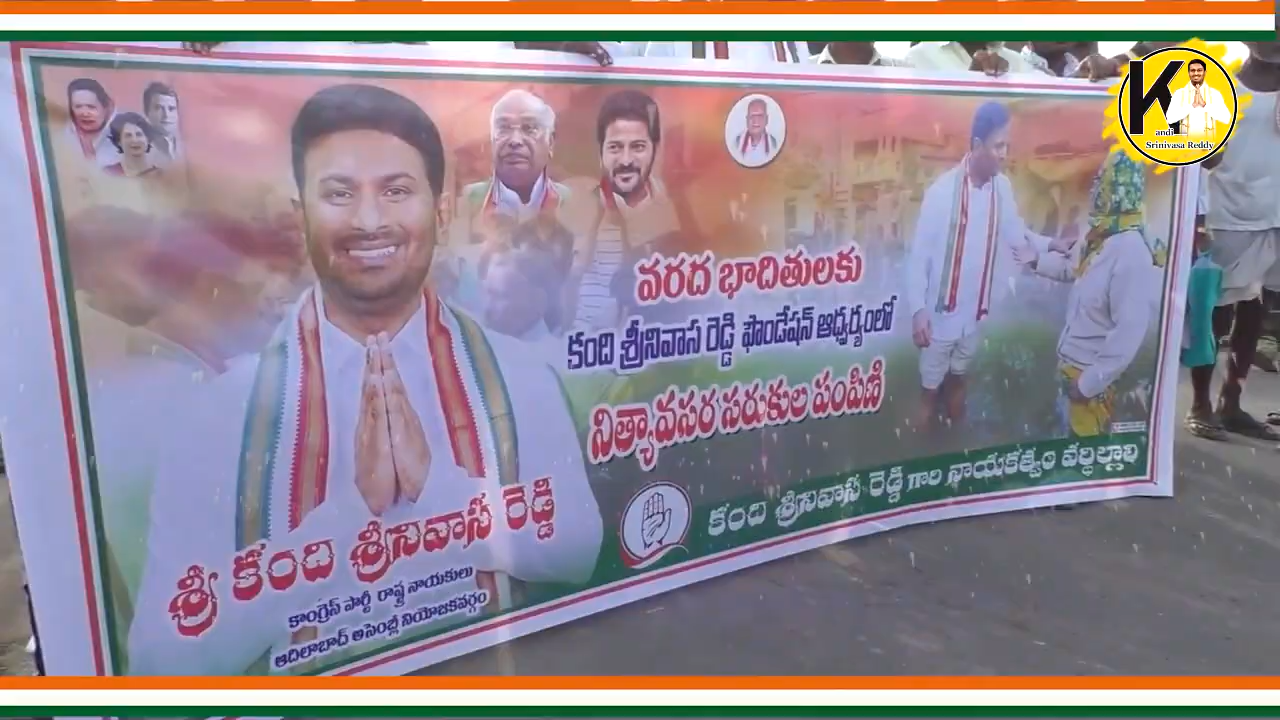 వరద భాదితులకు
కంది శ్రీనివాస రెడ్డి ఫౌండేషన్ ఆధ్వర్యంలో
నిత్యావసర సరుకుల పంపిణి
కంది శ్రీనివాస రెడ్డి గారి నాయకత్వం వర్థిల్లాలి
శ్రీ కంది శ్రీనివాస రెడ్డి
కాంగ్రెస్ పార్టీ రాష్ట్ర నాయకులు
ఆదిలాబాద్ అసెంబ్లీ నియోజకవర్గం
K
andi
Srinivasa Reddy